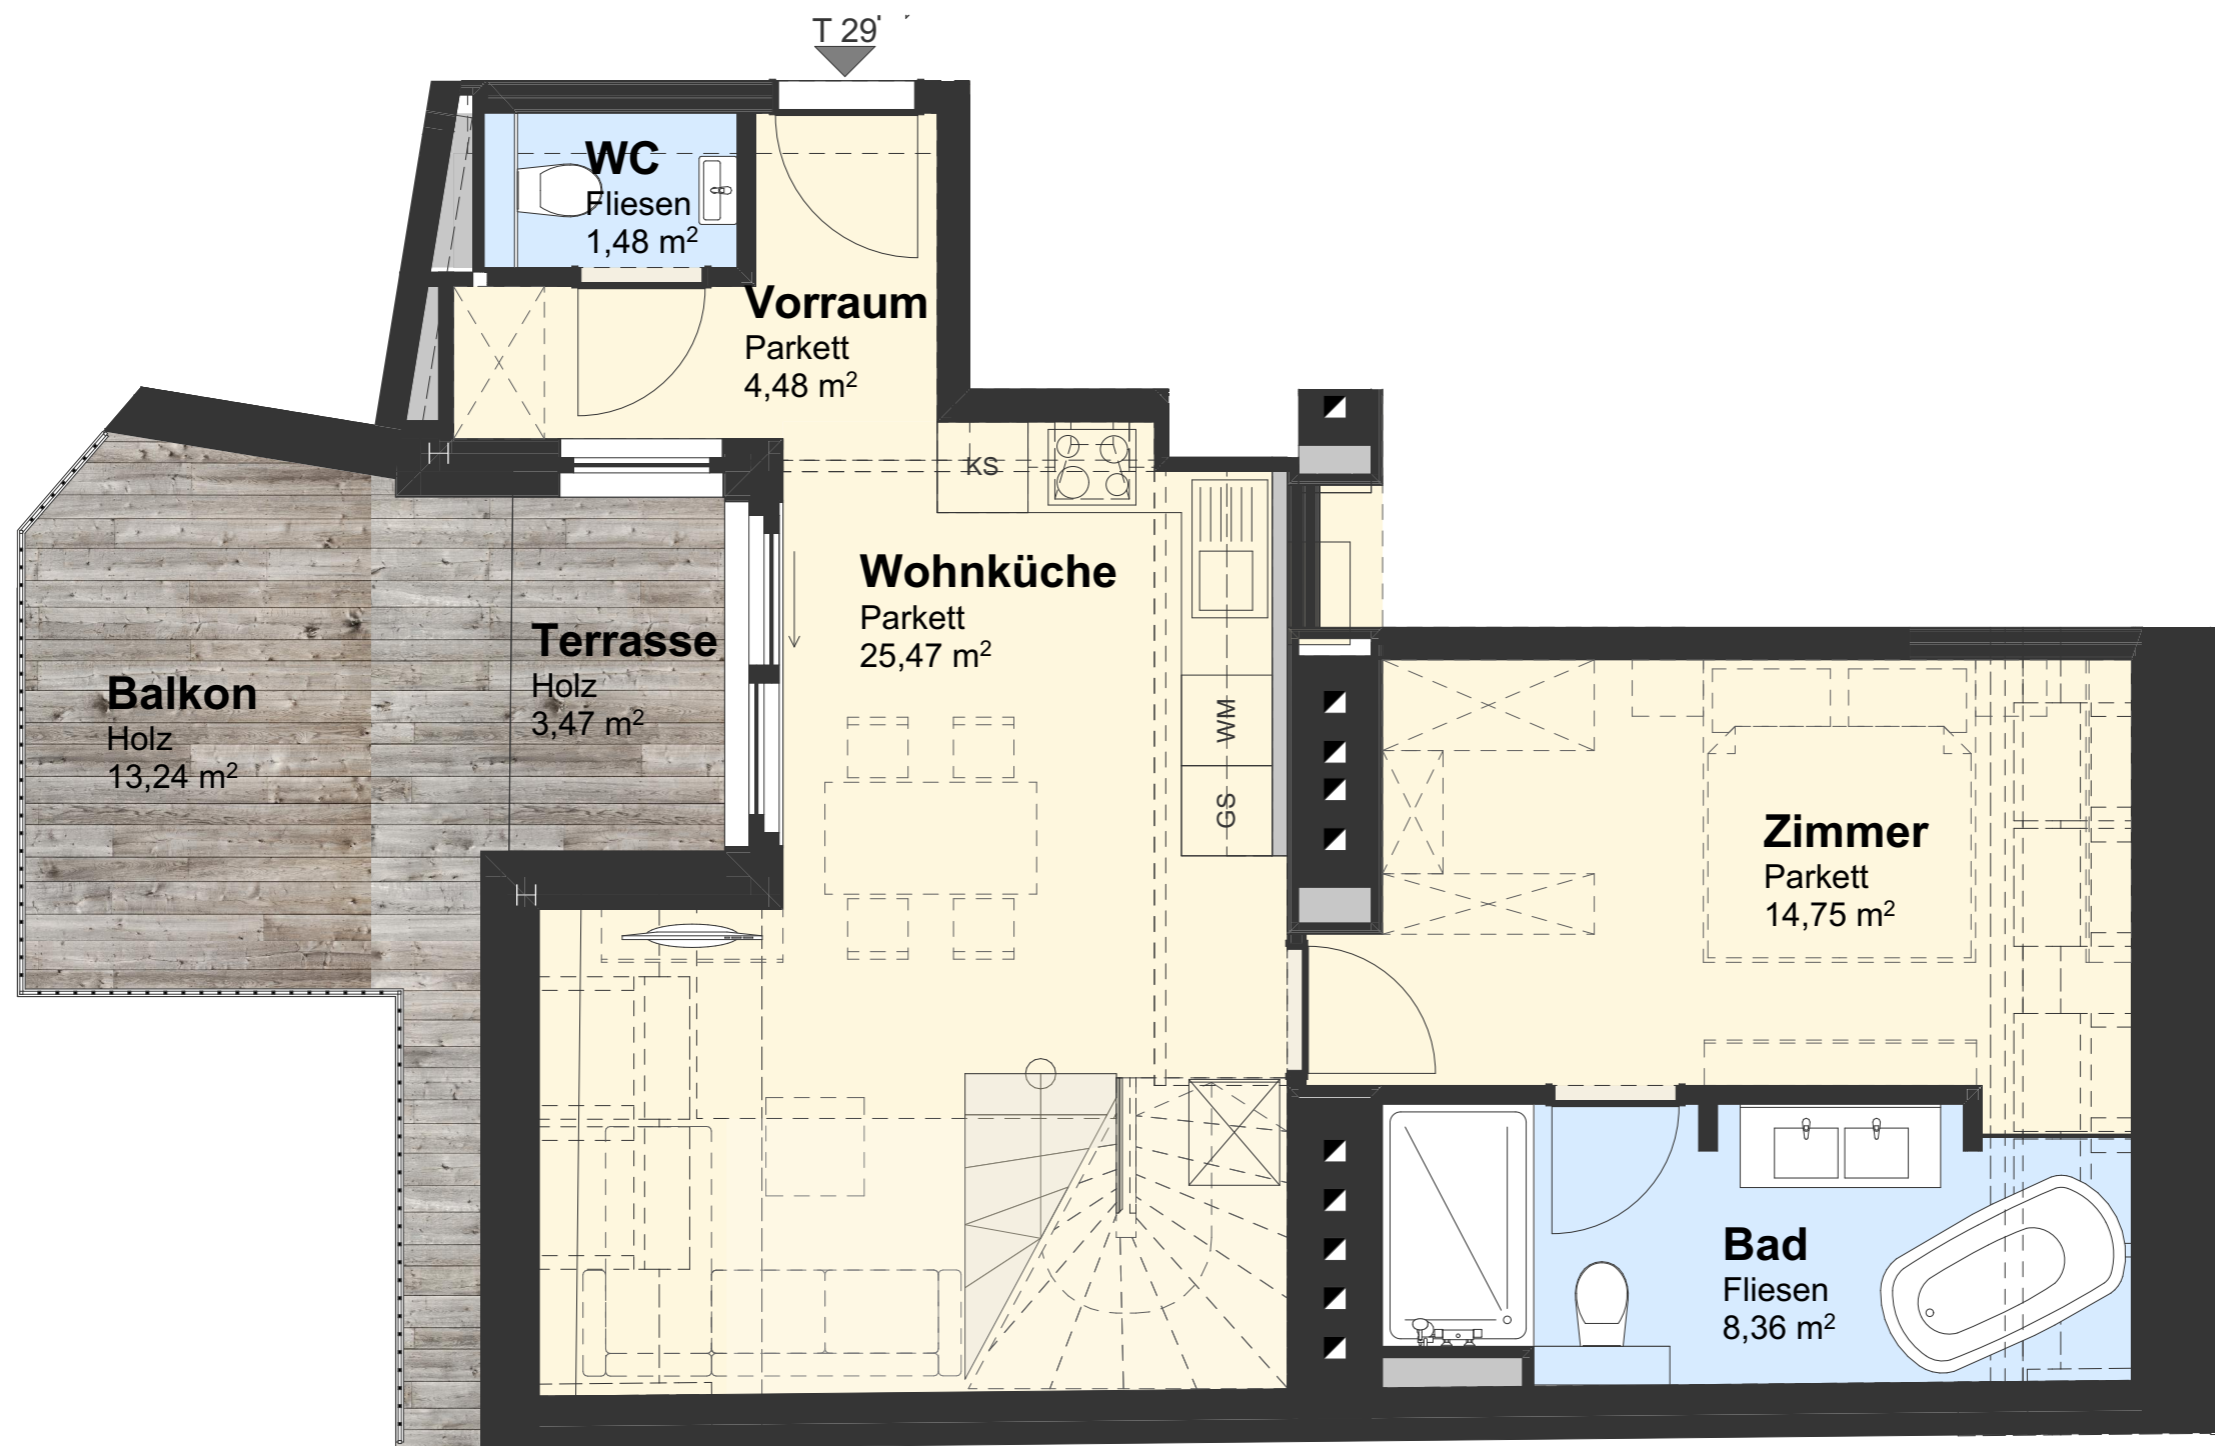 T 29
WC
Fliesen
1,48 m²
Vorraum
Parkett
4,48 m²
KS
Wohnküche
Parkett
25,47 m²
Terrasse
Holz
3,47 m²
Balkon
Holz
13,24 m²
WM
GS
Zimmer
Parkett
14,75 m²
Bad
Fliesen
8,36 m²